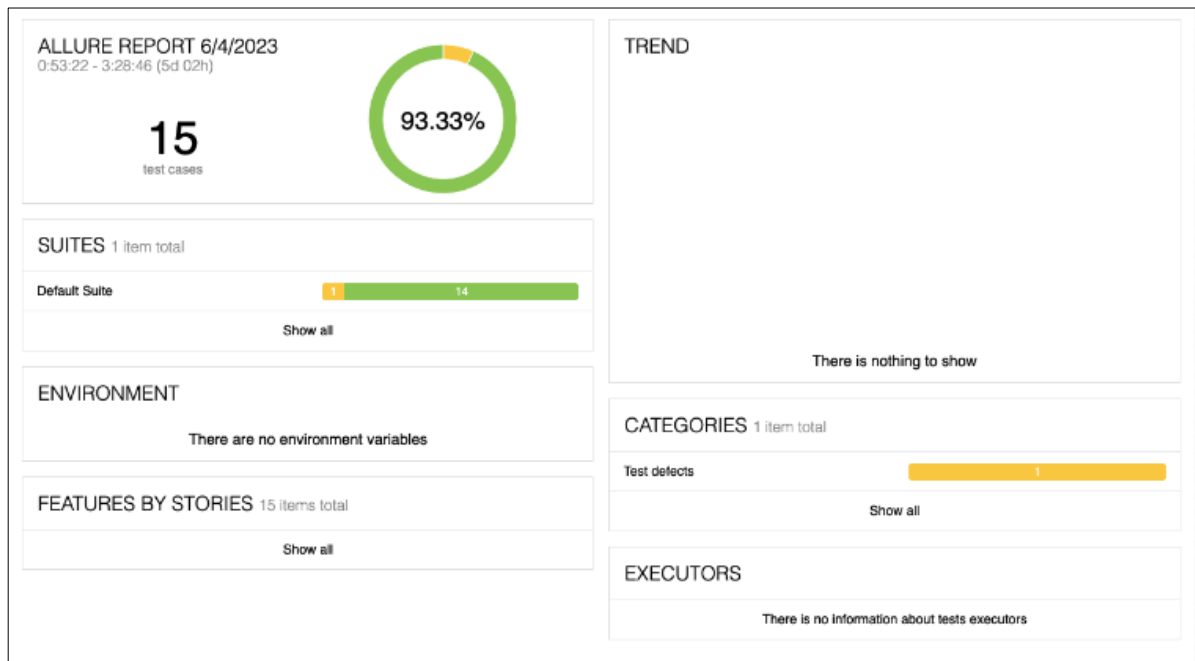 ALLURE REPORT 6/4/2023
0:53:22 - 3:28:46 (5d 02h)
15
test cases
93.33%
SUITES 1 item total
Default Suite 1 14
Show all
ENVIRONMENT
There are no environment variables
FEATURES BY STORIES 15 items total
Show all
TREND
There is nothing to show
CATEGORIES 1 item total
Test defects 1
Show all
EXECUTORS
There is no information about tests executors